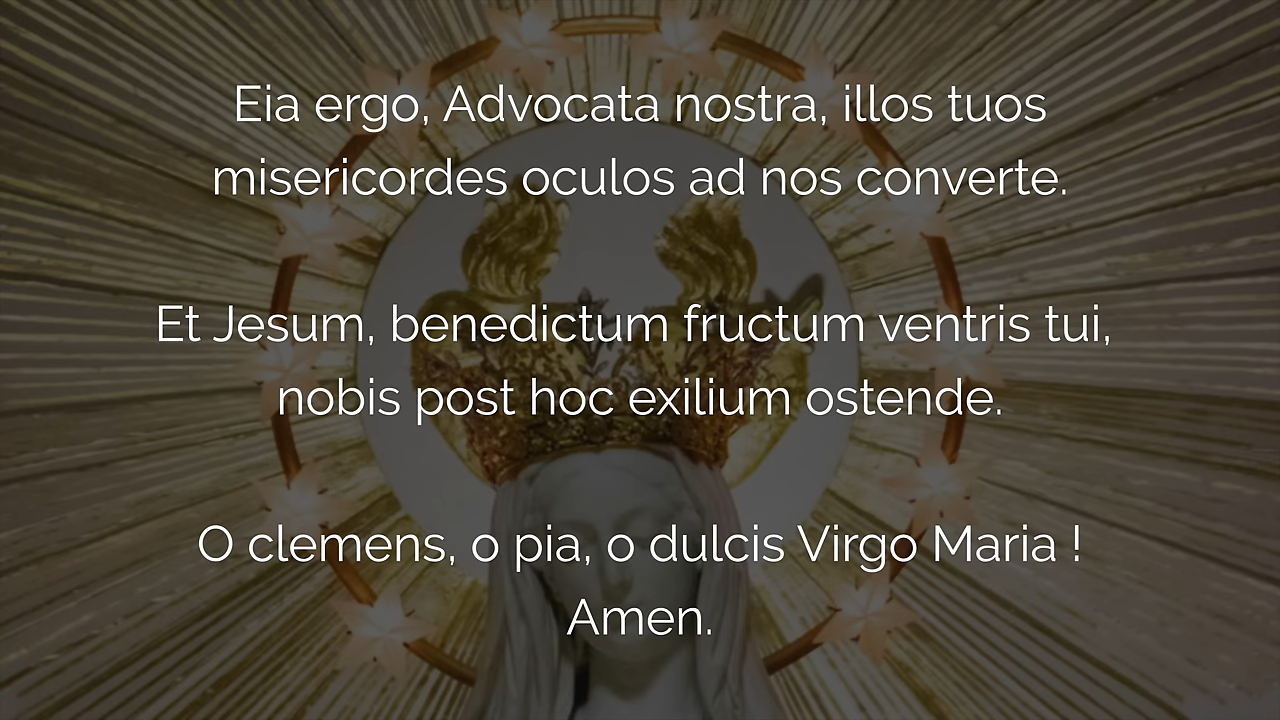 Eia ergo, Advocata nostra, illos tuos
misericordes oculos ad nos converte.
Et Jesum, benedictum fructum ventris tui,
nobis post hoc exilium ostende.
O clemens, o pia, o dulcis Virgo Maria !
Amen.